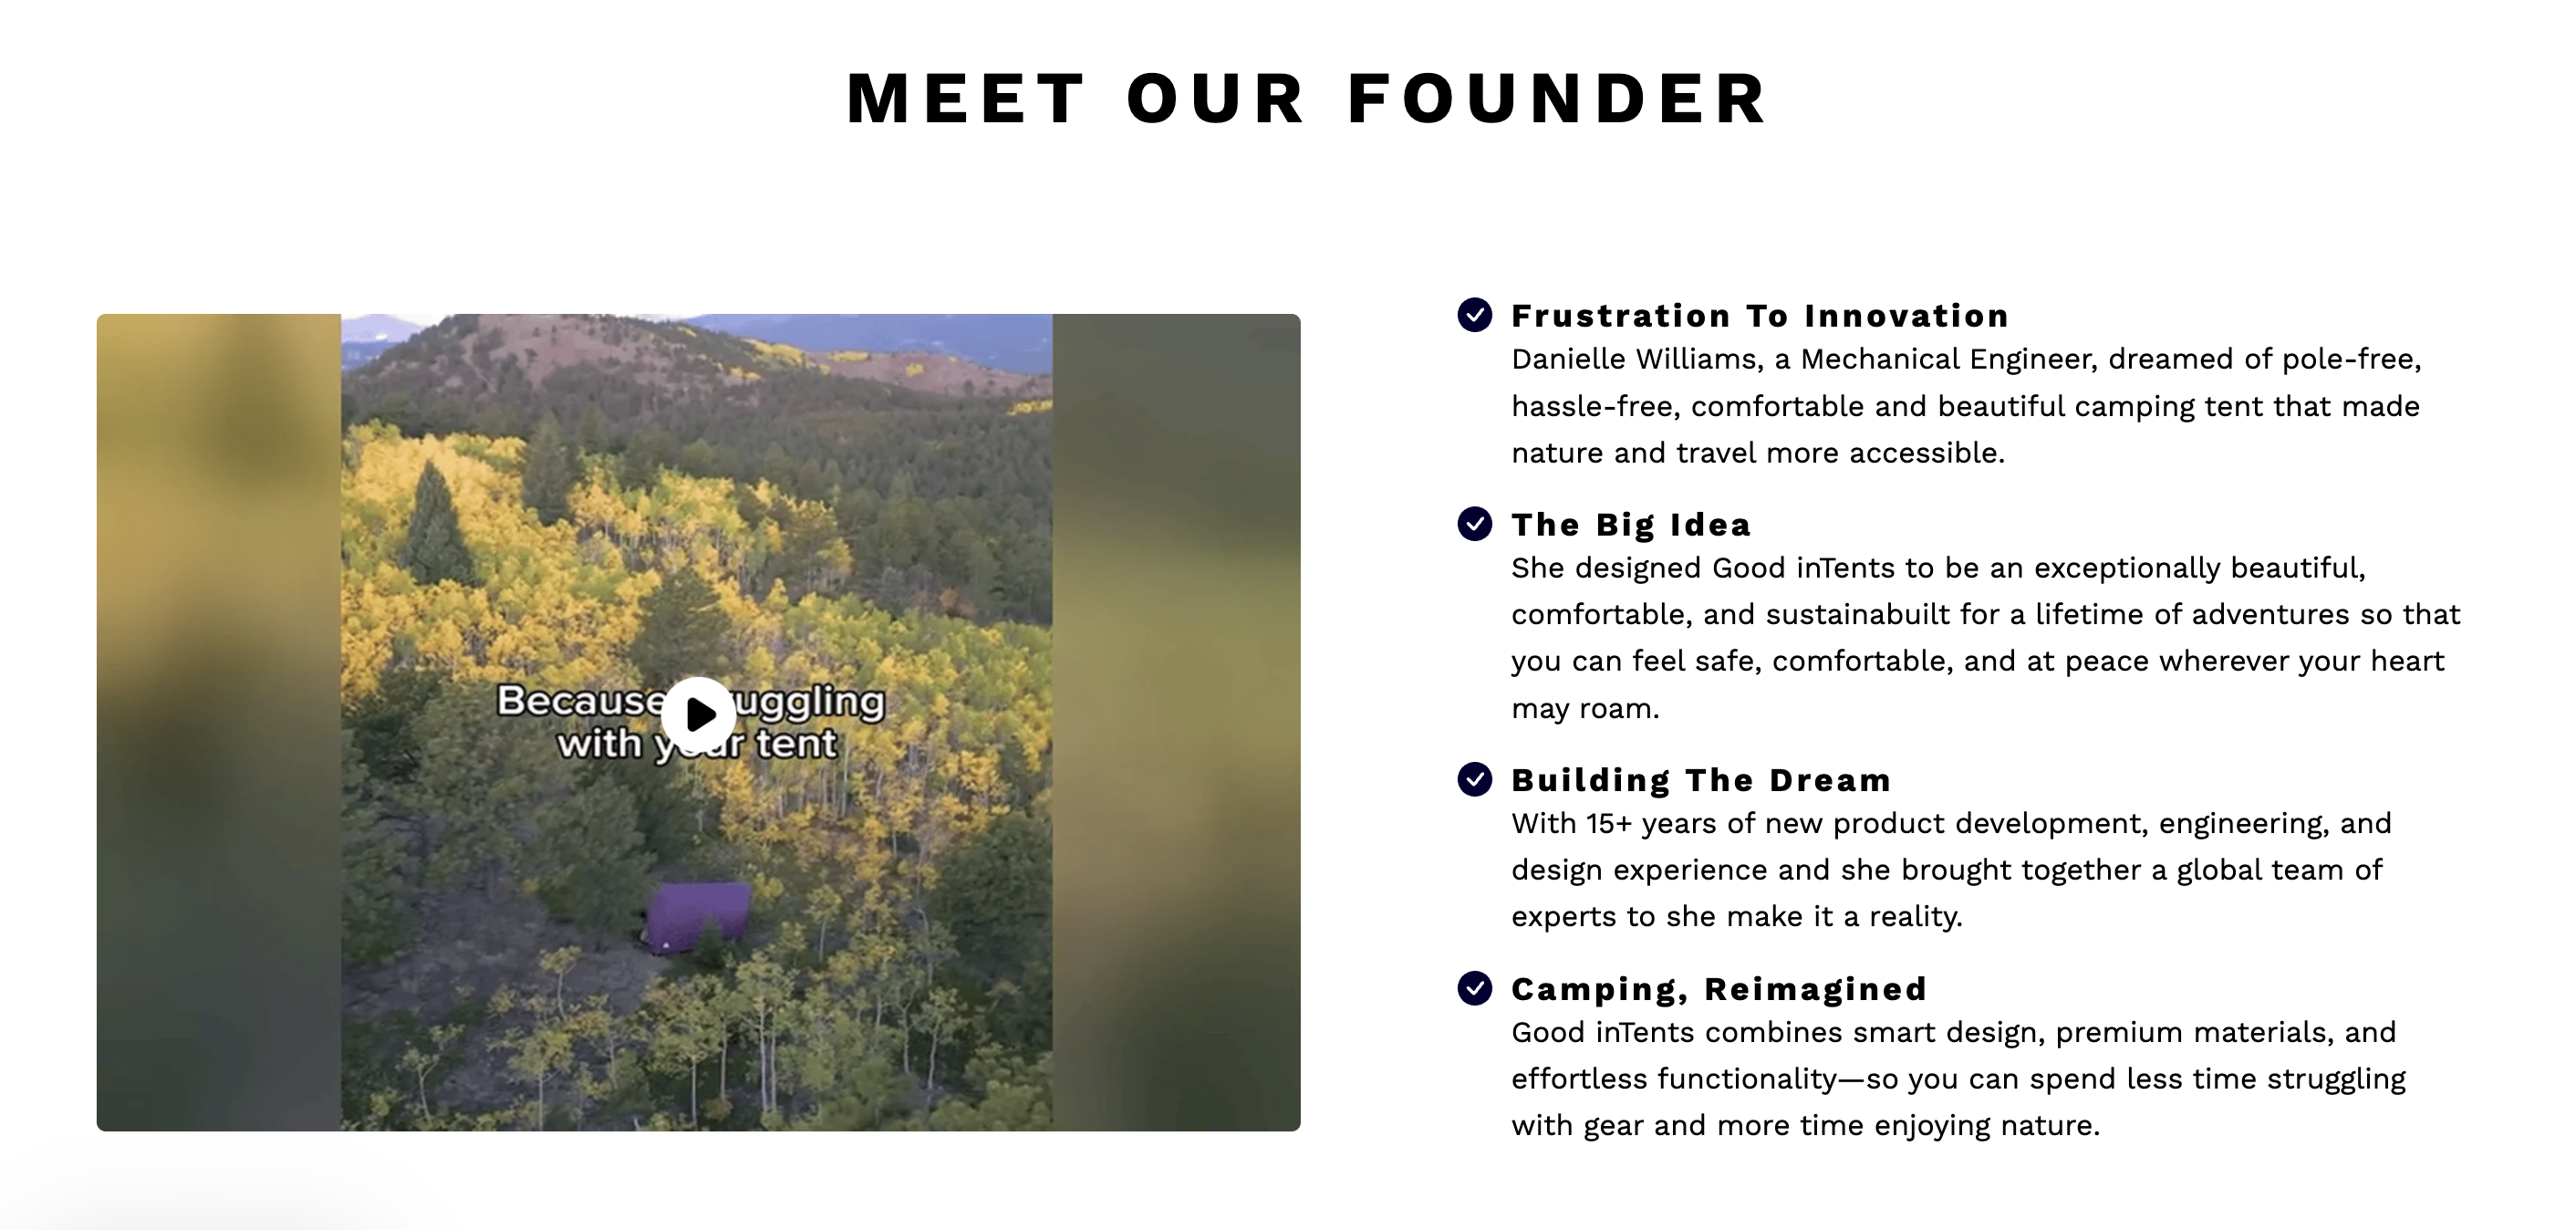 MEET OUR FOUNDER
Because uggling
with your tent
Frustration To Innovation
Danielle Williams, a Mechanical Engineer, dreamed of pole-free,
hassle-free, comfortable and beautiful camping tent that made
nature and travel more accessible.
The Big Idea
She designed Good inTents to be an exceptionally beautiful,
comfortable, and sustainabuilt for a lifetime of adventures so that
you can feel safe, comfortable, and at peace wherever your heart
may roam.
Building The Dream
With 15+ years of new product development, engineering, and
design experience and she brought together a global team of
experts to she make it a reality.
Camping, Reimagined
Good inTents combines smart design, premium materials, and
effortless functionality—so you can spend less time struggling
with gear and more time enjoying nature.